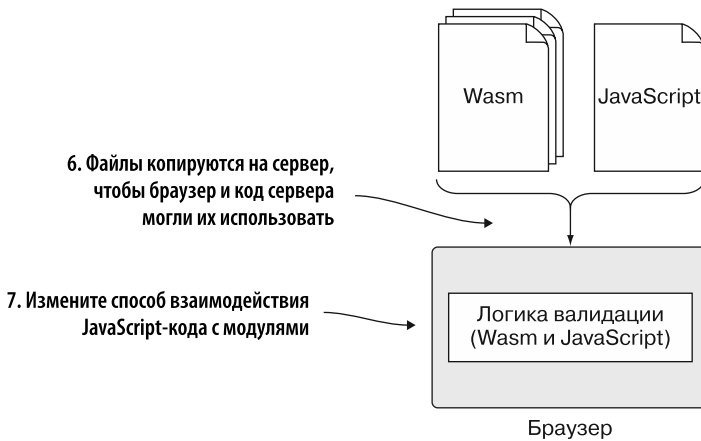 Wasm
JavaScript
6. Файлы копируются на сервер,
чтобы браузер и код сервера
могли их использовать
7. Измените способ взаимодействия
JavaScript-кода с модулями
Логика валидации
(Wasm и JavaScript)
Браузер